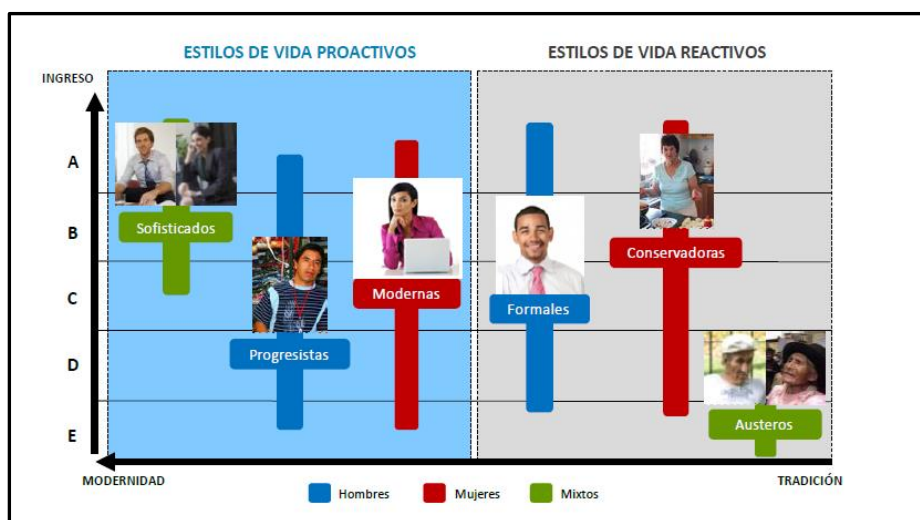 ESTILOS DE VIDA PROACTIVOS
ESTILOS DE VIDA REACTIVOS
INGRESO
A
B
C
D
E
Sofisticados
Progresistas
Modernas
Formales
Conservadoras
Austeros
MODERNIDAD
TRADICIÓN
Hombres
Mujeres
Mixtos